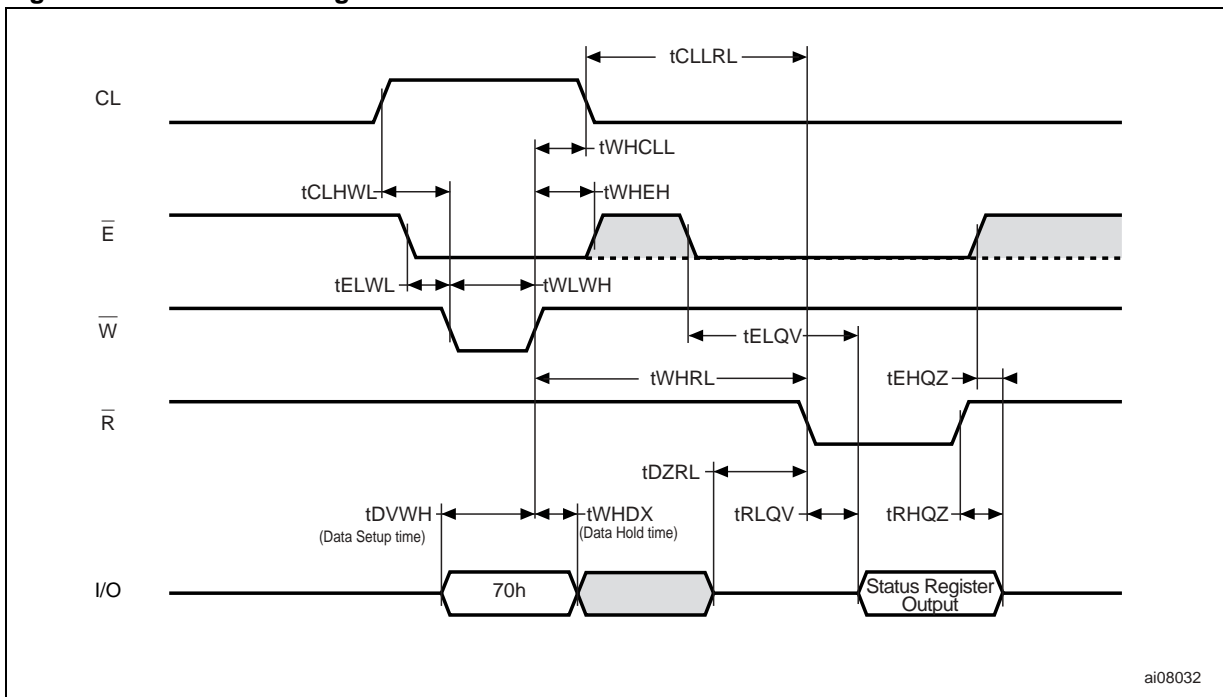 tCLLRL
CL
tWHCLL
tCLHWL
tWHEH
E
tELWL
tWLWH
W
tELQV
tWHRL
tEHQZ
R
tDZRL
tDVWH
(Data Setup time)
tWHDX
(Data Hold time)
tRLQV
tRHQZ
I/O
70h
Status Register
Output
ai08032